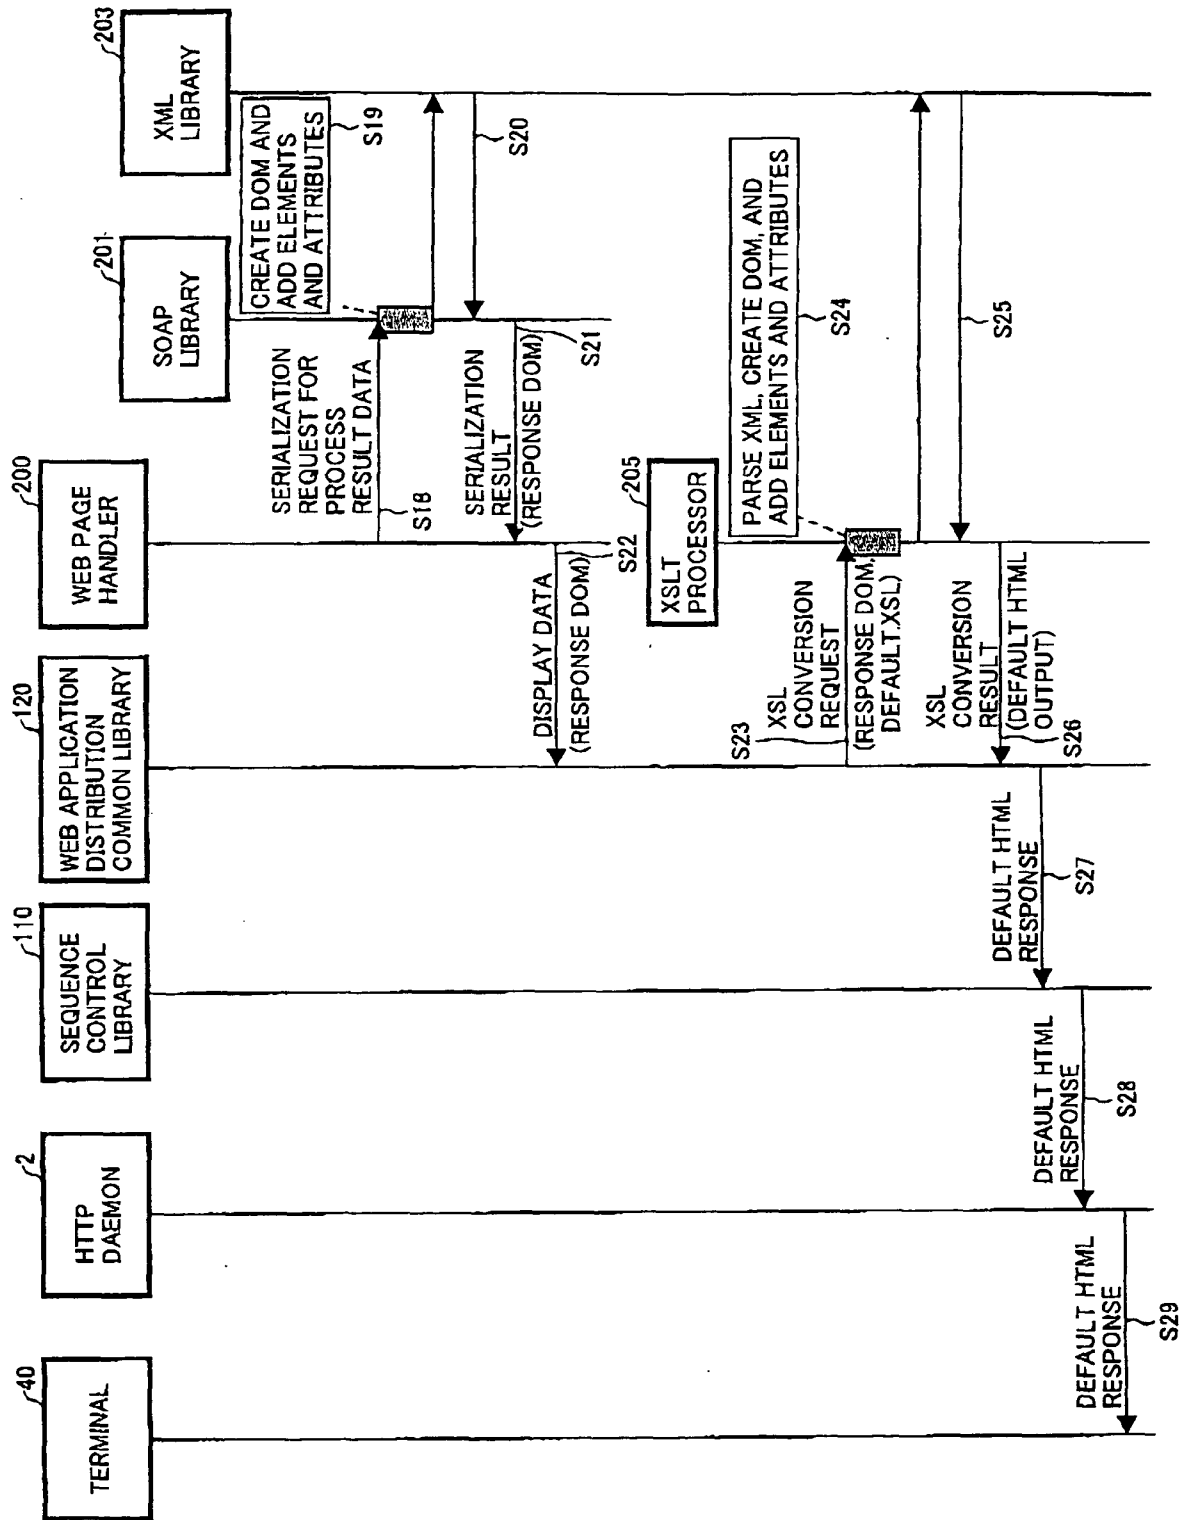 40
TERMINAL
2
HTTP
DAEMON
110
SEQUENCE
CONTROL
LIBRARY
120
WEB APPLICATION
DISTRIBUTION
COMMON LIBRARY
200
WEB PAGE
HANDLER
201
SOAP
LIBRARY
203
XML
LIBRARY
SERIALIZATION
REQUEST FOR
PROCESS
RESULT DATA
S18
CREATE DOM AND
ADD ELEMENTS
AND ATTRIBUTES
S19
S20
SERIALIZATION
RESULT
(RESPONSE DOM)
S21
DISPLAY DATA
(RESPONSE DOM)
S22
205
XSLT
PROCESSOR
S23
XSL
CONVERSION
REQUEST
(RESPONSE DOM,
DEFAULT.XSL)
PARSE XML, CREATE DOM, AND
ADD ELEMENTS AND ATTRIBUTES
S24
S25
XSL
CONVERSION
RESULT
(DEFAULT HTML
OUTPUT)
S26
DEFAULT HTML
RESPONSE
S27
DEFAULT HTML
RESPONSE
S28
DEFAULT HTML
RESPONSE
S29